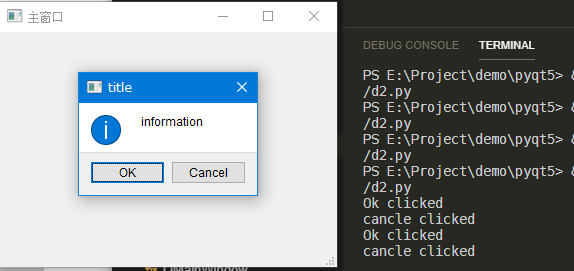 主窗口
title
information
OK
Cancel
DEBUG CONSOLE
TERMINAL
PS E:\Project\demo\pyqt5> &
/d2.py
PS E:\Project\demo\pyqt5> &
/d2.py
PS E:\Project\demo\pyqt5> &
/d2.py
PS E:\Project\demo\pyqt5> &
/d2.py
Ok clicked
cancle clicked
Ok clicked
cancle clicked